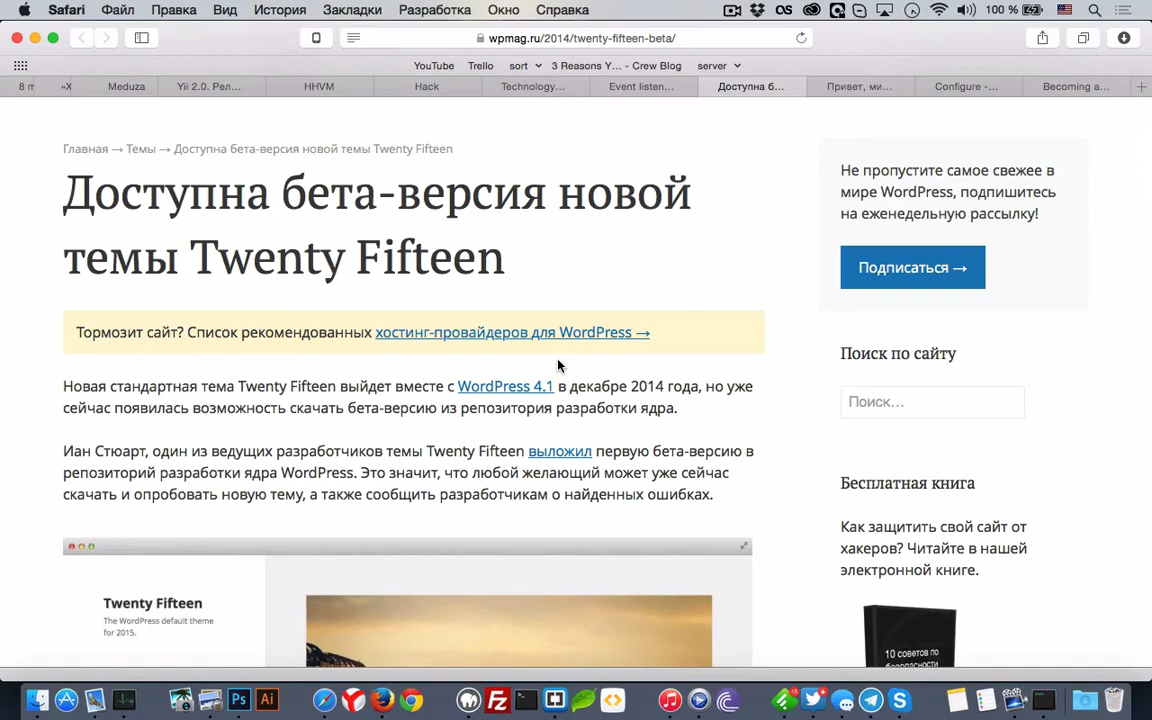 Safari Файл Правка Вид История Закладки Разработка Окно Справка 100 %
wpmag.ru/2014/twenty-fifteen-beta/
YouTube Trello sort 3 Reasons Y… - Crew Blog server
8 п «X Meduza Yii 2.0. Рел… HHVM Hack Technology… Event listen… Доступна б… Привет, ми… Configure -… Becoming a…
Главная → Темы → Доступна бета-версия новой темы Twenty Fifteen
Доступна бета-версия новой
темы Twenty Fifteen
Тормозит сайт? Список рекомендованных хостинг-провайдеров для WordPress →
Новая стандартная тема Twenty Fifteen выйдет вместе с WordPress 4.1 в декабре 2014 года, но уже
сейчас появилась возможность скачать бета-версию из репозитория разработки ядра.
Иан Стюарт, один из ведущих разработчиков темы Twenty Fifteen выложил первую бета-версию в
репозиторий разработки ядра WordPress. Это значит, что любой желающий может уже сейчас
скачать и опробовать новую тему, а также сообщить разработчикам о найденных ошибках.
Twenty Fifteen
The WordPress default theme
for 2015.
Не пропустите самое свежее в
мире WordPress, подпишитесь
на еженедельную рассылку!
Подписаться →
Поиск по сайту
Поиск…
Бесплатная книга
Как защитить свой сайт от
хакеров? Читайте в нашей
электронной книге.
10 советов по
безопасности
Ps Ai Fz